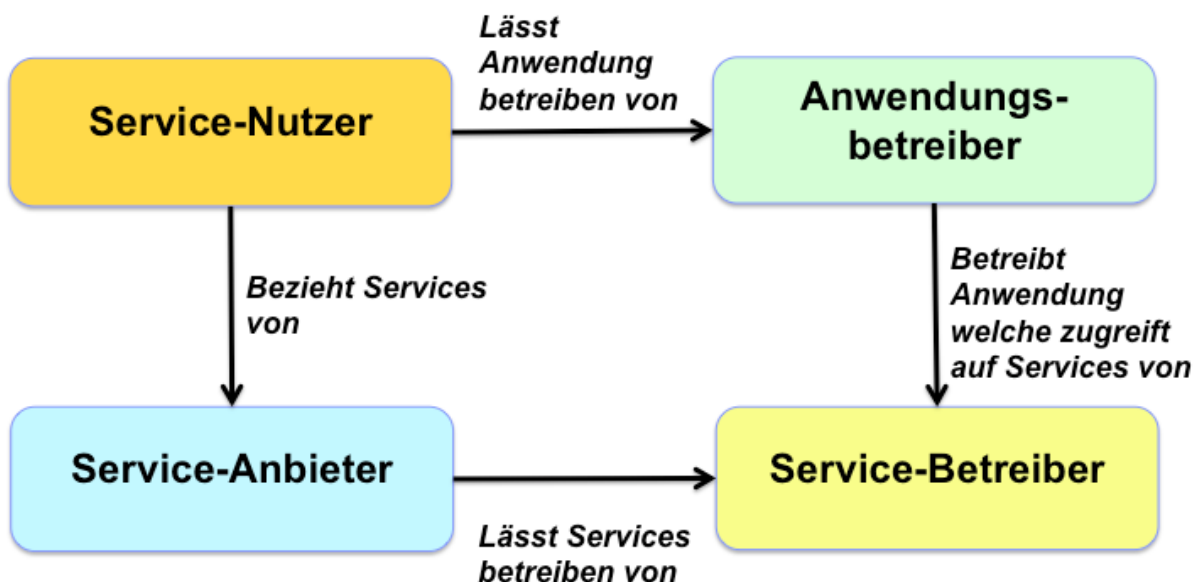 Lässt
Anwendung
betreiben von
Service-Nutzer
Anwendungs-
betreiber
Bezieht Services
von
Betreibt
Anwendung
welche zugreift
auf Services von
Service-Anbieter
Service-Betreiber
Lässt Services
betreiben von